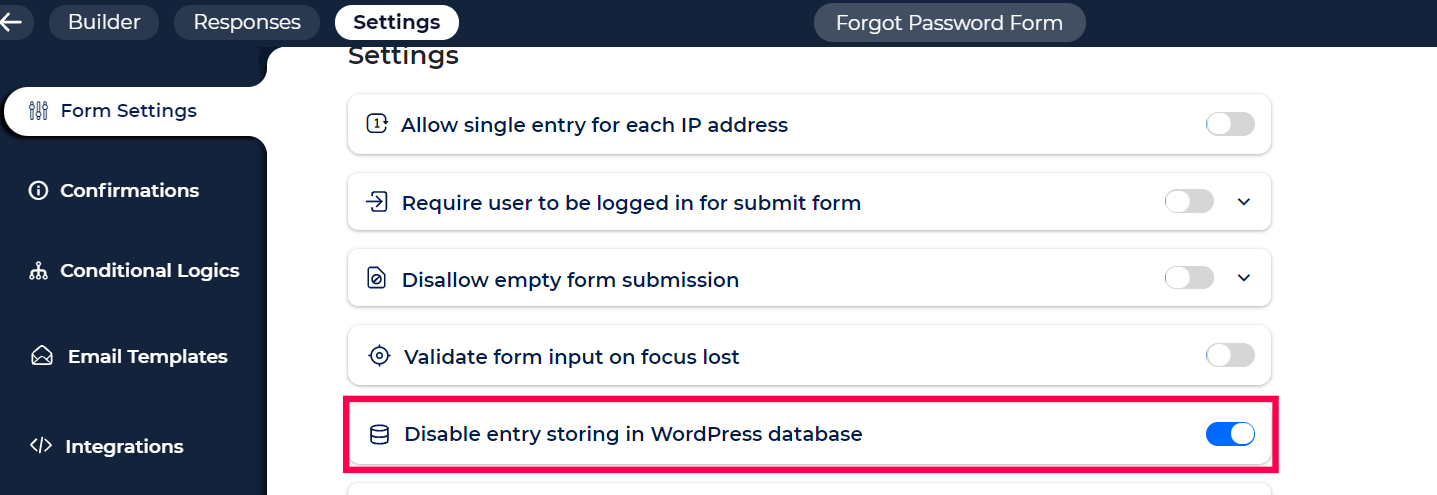 Builder
Responses
Settings
Forgot Password Form
Settings
Form Settings
Confirmations
Conditional Logics
Email Templates
Integrations
1
Allow single entry for each IP address
Require user to be logged in for submit form
Disallow empty form submission
Validate form input on focus lost
Disable entry storing in WordPress database